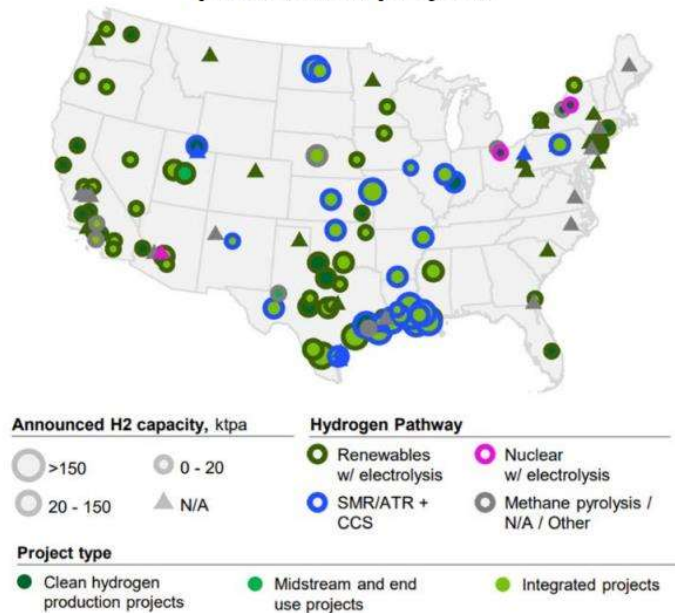 Announced H2 capacity, ktpa
>150
0 - 20
20 - 150
N/A
Hydrogen Pathway
Renewables
w/ electrolysis
Nuclear
w/ electrolysis
SMR/ATR +
CCS
Methane pyrolysis /
N/A / Other
Project type
Clean hydrogen
production projects
Midstream and end
use projects
Integrated projects